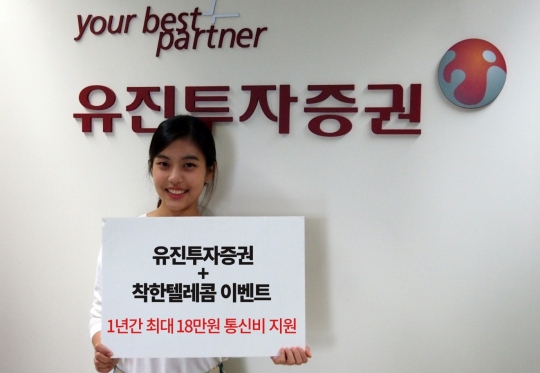 your best
partner
유진투자증권
유진투자증권
+
착한텔레콤 이벤트
1년간 최대 18만원 통신비 지원